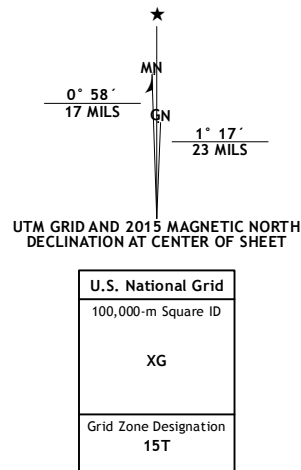 MN
0° 58´
17 MILS
GN
1° 17´
23 MILS
UTM GRID AND 2015 MAGNETIC NORTH
DECLINATION AT CENTER OF SHEET
U.S. National Grid
100,000-m Square ID
XG
Grid Zone Designation
15T